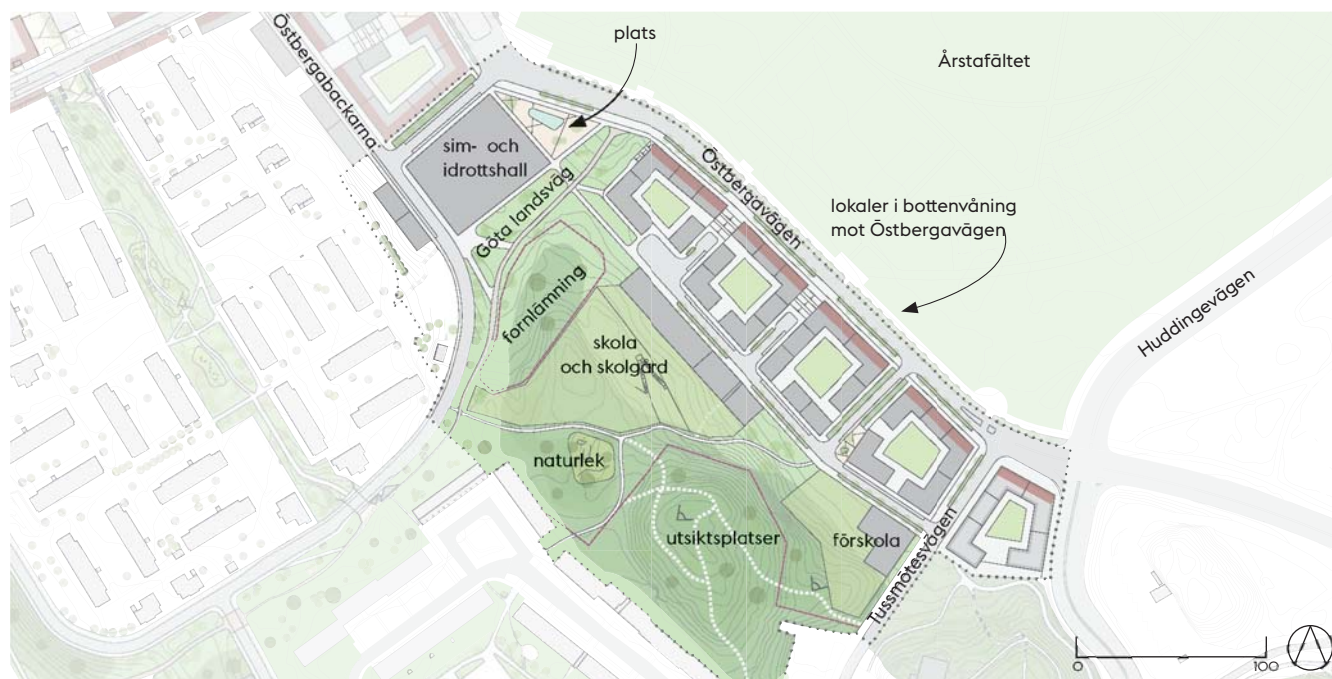 Östbergabackarna
plats
Årstafältet
sim- och
idrottshall
Östbergavägen
Göta landsväg
lokaler i bottenvåning
mot Östbergavägen
fornlämning
Huddingevägen
skola
och skolgård
naturlek
utsiktsplatser
förskola
Tussmötesvägen
0
100